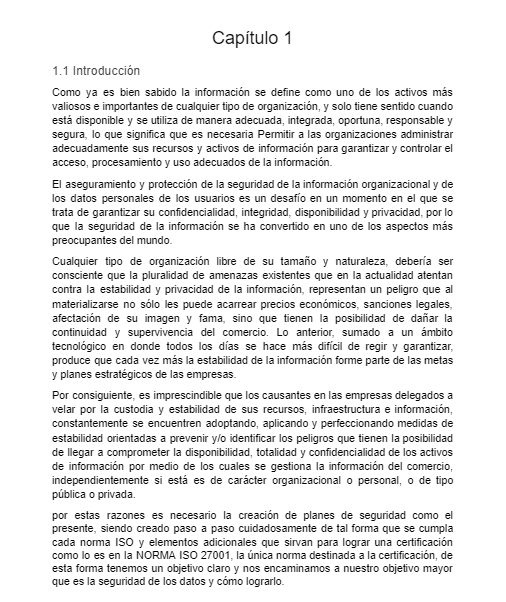 Capítulo 1
1.1 Introducción
Como ya es bien sabido la información se define como uno de los activos más
valiosos e importantes de cualquier tipo de organización, y solo tiene sentido cuando
está disponible y se utiliza de manera adecuada, integrada, oportuna, responsable y
segura, lo que significa que es necesaria Permitir a las organizaciones administrar
adecuadamente sus recursos y activos de información para garantizar y controlar el
acceso, procesamiento y uso adecuados de la información.
El aseguramiento y protección de la seguridad de la información organizacional y de
los datos personales de los usuarios es un desafío en un momento en el que se
trata de garantizar su confidencialidad, integridad, disponibilidad y privacidad, por lo
que la seguridad de la información se ha convertido en uno de los aspectos más
preocupantes del mundo.
Cualquier tipo de organización libre de su tamaño y naturaleza, debería ser
consciente que la pluralidad de amenazas existentes que en la actualidad atentan
contra la estabilidad y privacidad de la información, representan un peligro que al
materializarse no sólo les puede acarrear precios económicos, sanciones legales,
afectación de su imagen y fama, sino que tienen la posibilidad de dañar la
continuidad y supervivencia del comercio. Lo anterior, sumado a un ámbito
tecnológico en donde todos los días se hace más difícil de regir y garantizar,
produce que cada vez más la estabilidad de la información forme parte de las metas
y planes estratégicos de las empresas.
Por consiguiente, es imprescindible que los causantes en las empresas delegados a
velar por la custodia y estabilidad de sus recursos, infraestructura e información,
constantemente se encuentren adoptando, aplicando y perfeccionando medidas de
estabilidad orientadas a prevenir y/o identificar los peligros que tienen la posibilidad
de llegar a comprometer la disponibilidad, totalidad y confidencialidad de los activos
de información por medio de los cuales se gestiona la información del comercio,
independientemente si está es de carácter organizacional o personal, o de tipo
pública o privada.
por estas razones es necesario la creación de planes de seguridad como el
presente, siendo creado paso a paso cuidadosamente de tal forma que se cumpla
cada norma ISO y elementos adicionales que sirvan para lograr una certificación
como lo es en la NORMA ISO 27001, la única norma destinada a la certificación, de
esta forma tenemos un objetivo claro y nos encaminamos a nuestro objetivo mayor
que es la seguridad de los datos y cómo lograrlo.